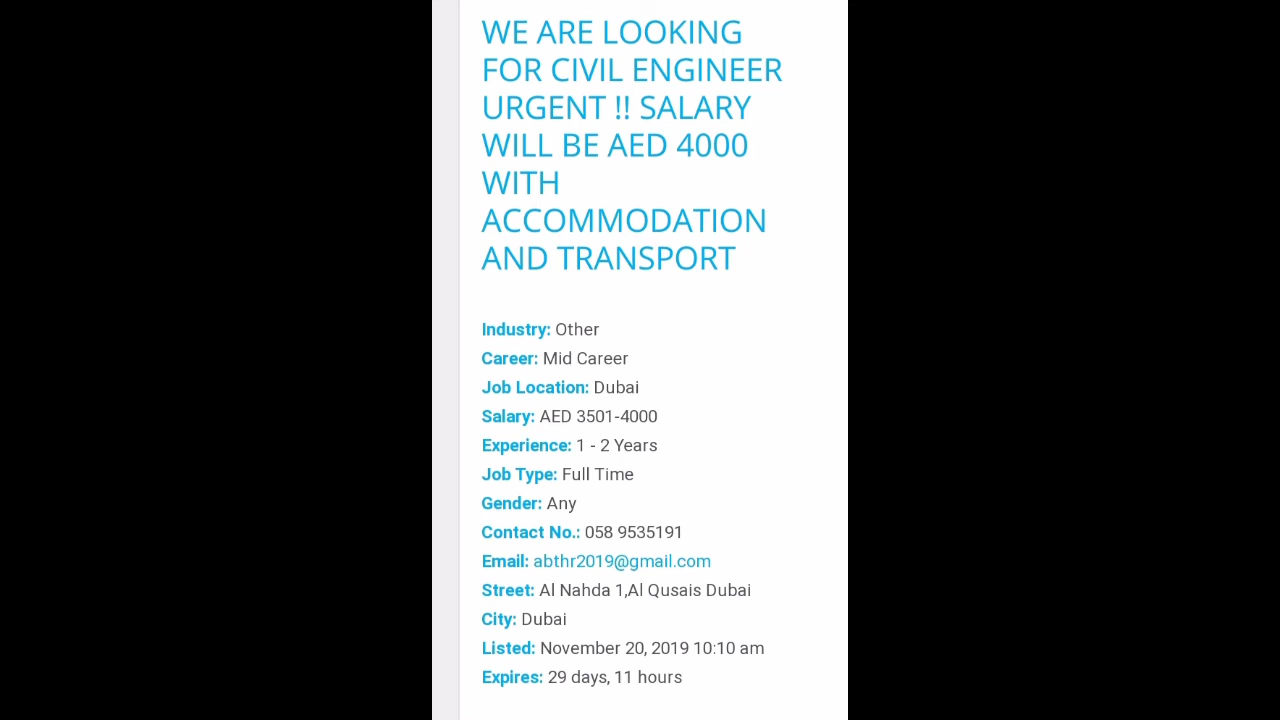 WE ARE LOOKING
FOR CIVIL ENGINEER
URGENT !! SALARY
WILL BE AED 4000
WITH
ACCOMMODATION
AND TRANSPORT
Industry: Other
Career: Mid Career
Job Location: Dubai
Salary: AED 3501-4000
Experience: 1 - 2 Years
Job Type: Full Time
Gender: Any
Contact No.: 058 9535191
Email: abthr2019@gmail.com
Street: Al Nahda 1,Al Qusais Dubai
City: Dubai
Listed: November 20, 2019 10:10 am
Expires: 29 days, 11 hours